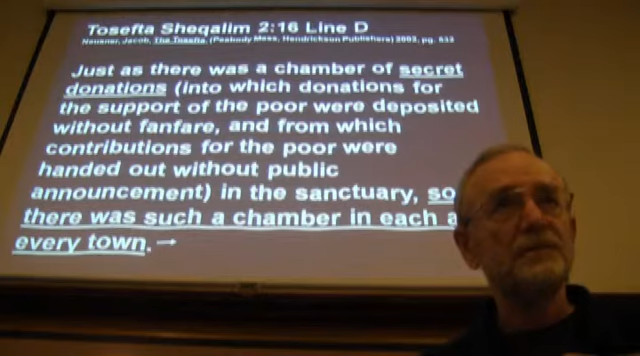 Tosefta Sheqalim 2:16 Line D
Neusner, Jacob, The Tosefta, (Peabody Mass, Hendrickson Publishers) 2002, pg. 532
Just as there was a chamber of secret
donations (into which donations for
the support of the poor were deposited
without fanfare, and from which
contributions for the poor were
handed out without public
announcement) in the sanctuary, so
there was such a chamber in each a
every town.→